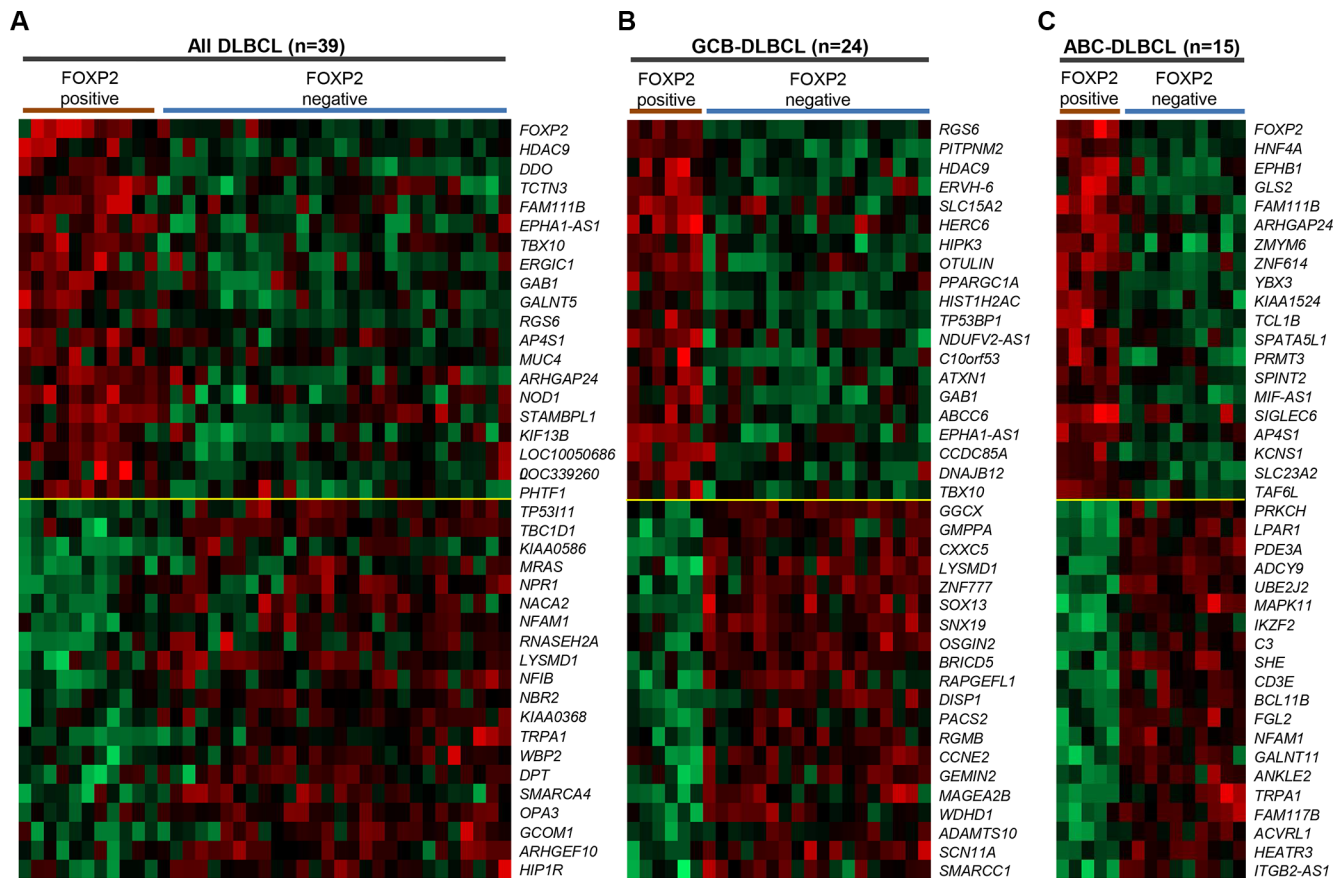 A
All DLBCL (n=39)
FOXP2
positive
FOXP2
negative
FOXP2
HDAC9
DDO
TCTN3
FAM111B
EPHA1-AS1
TBX10
ERGIC1
GAB1
GALNT5
RGS6
AP4S1
MUC4
ARHGAP24
NOD1
STAMBPL1
KIF13B
LOC10050686
0
LOC339260
PHTF1
TP53I11
TBC1D1
KIAA0586
MRAS
NPR1
NACA2
NFAM1
RNASEH2A
LYSMD1
NFIB
NBR2
KIAA0368
TRPA1
WBP2
DPT
SMARCA4
OPA3
GCOM1
ARHGEF10
HIP1R
B
GCB-DLBCL (n=24)
FOXP2
positive
FOXP2
negative
RGS6
PITPNM2
HDAC9
ERVH-6
SLC15A2
HERC6
HIPK3
OTULIN
PPARGC1A
HIST1H2AC
TP53BP1
NDUFV2-AS1
C10orf53
ATXN1
GAB1
ABCC6
EPHA1-AS1
CCDC85A
DNAJB12
TBX10
GGCX
GMPPA
CXXC5
LYSMD1
ZNF777
SOX13
SNX19
OSGIN2
BRICD5
RAPGEFL1
DISP1
PACS2
RGMB
CCNE2
GEMIN2
MAGEA2B
WDHD1
ADAMTS10
SCN11A
SMARCC1
C
ABC-DLBCL (n=15)
FOXP2
positive
FOXP2
negative
FOXP2
HNF4A
EPHB1
GLS2
FAM111B
ARHGAP24
ZMYM6
ZNF614
YBX3
KIAA1524
TCL1B
SPATA5L1
PRMT3
SPINT2
MIF-AS1
SIGLEC6
AP4S1
KCNS1
SLC23A2
TAF6L
PRKCH
LPAR1
PDE3A
ADCY9
UBE2J2
MAPK11
IKZF2
C3
SHE
CD3E
BCL11B
FGL2
NFAM1
GALNT11
ANKLE2
TRPA1
FAM117B
ACVRL1
HEATR3
ITGB2-AS1